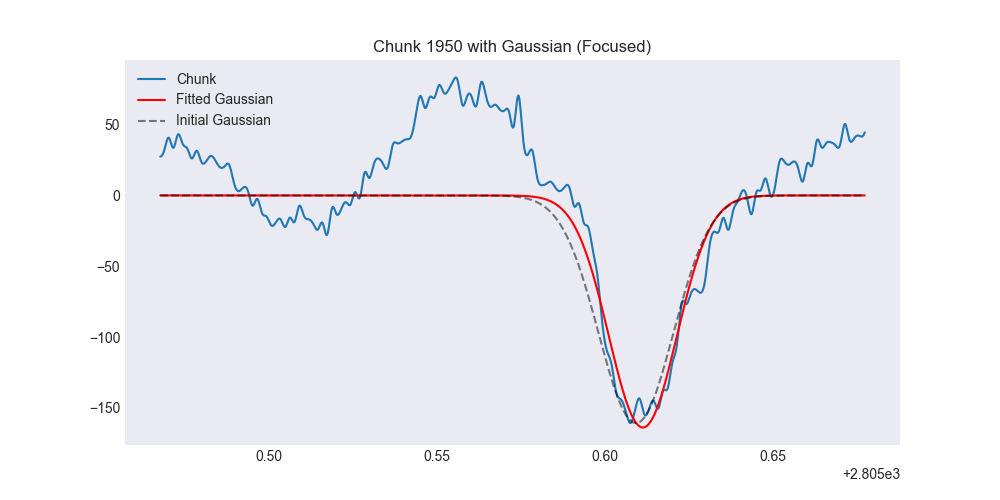 Chunk 1950 with Gaussian (Focused)
Chunk
Fitted Gaussian
Initial Gaussian
50
0
−50
−100
−150
0.50 0.55 0.60 0.65
+2.805e3